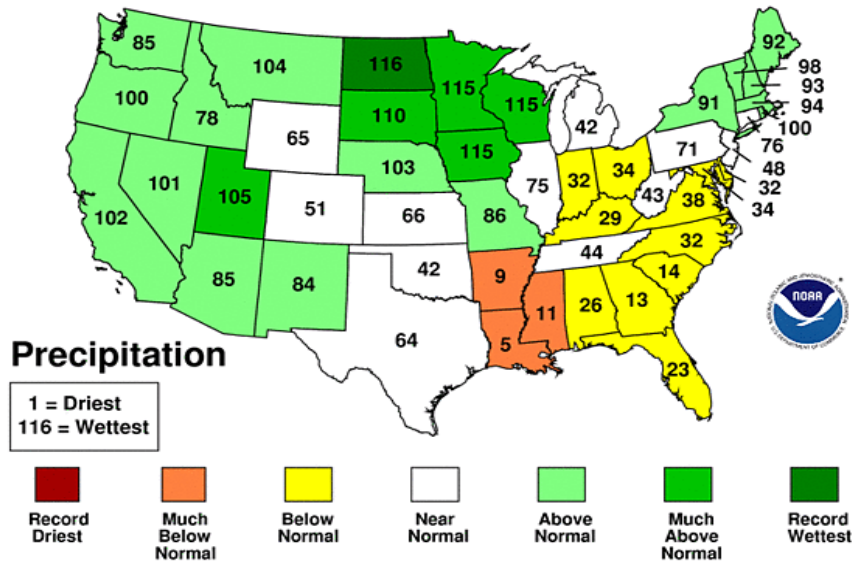 85
104
116
115
92
100
78
110
115
91
98
93
94
100
76
48
32
34
65
103
115
42
71
101
105
51
66
75
32
34
43
38
102
86
29
32
85
84
42
9
44
14
64
5
11
26
13
23
NOAA
Precipitation
1 = Driest
116 = Wettest
Record
Driest
Much
Below
Normal
Below
Normal
Near
Normal
Above
Normal
Much
Above
Normal
Record
Wettest